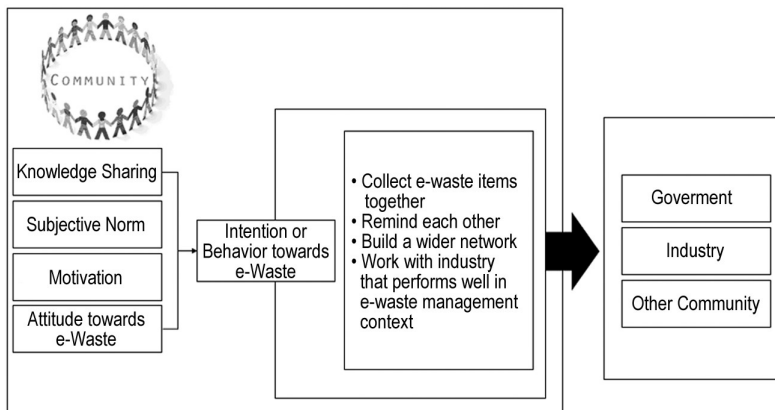 COMMUNITY
Knowledge Sharing
Subjective Norm
Motivation
Attitude towards
e-Waste
Intention or
Behavior towards
e-Waste
• Collect e-waste items
together
• Remind each other
• Build a wider network
• Work with industry
that performs well in
e-waste management
context
Goverment
Industry
Other Community